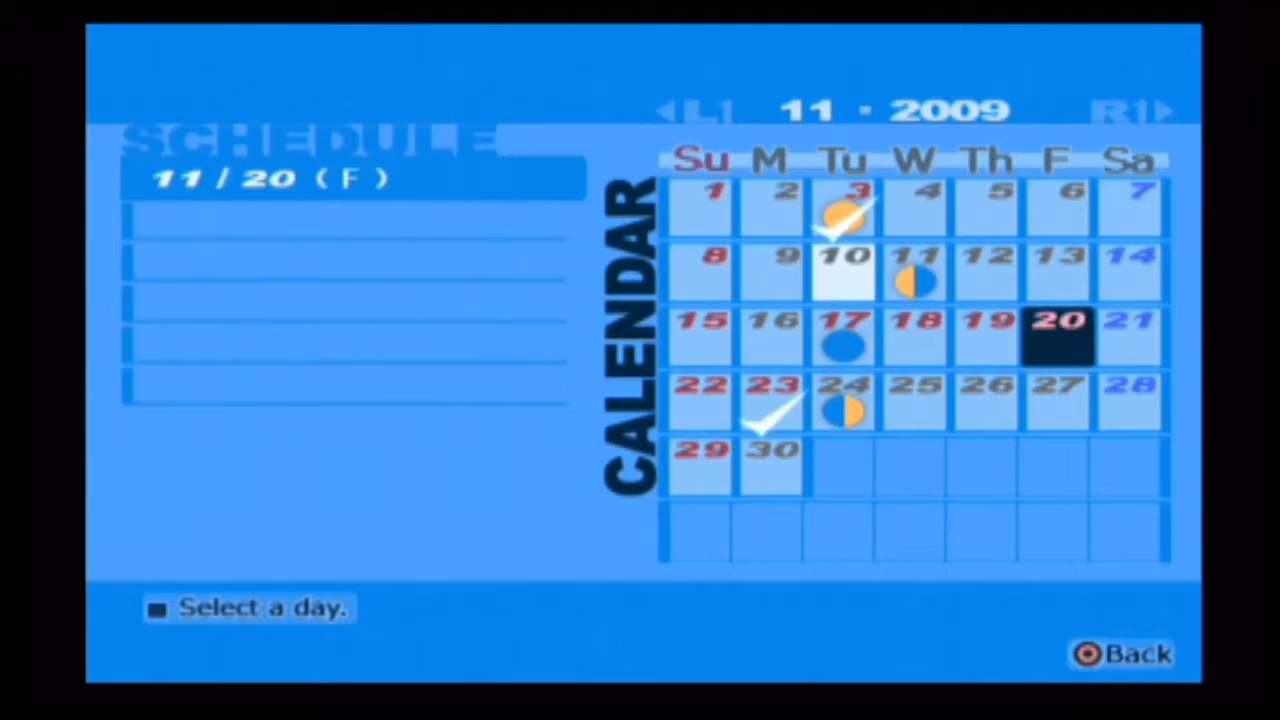 L1 11 · 2009 R1
SCHEDULE
11 / 20 ( F )
CALENDAR
Su M Tu W Th F Sa
1 2 3 4 5 6 7
8 9 10 11 12 13 14
15 16 17 18 19 20 21
22 23 24 25 26 27 28
29 30
Select a day.
Back